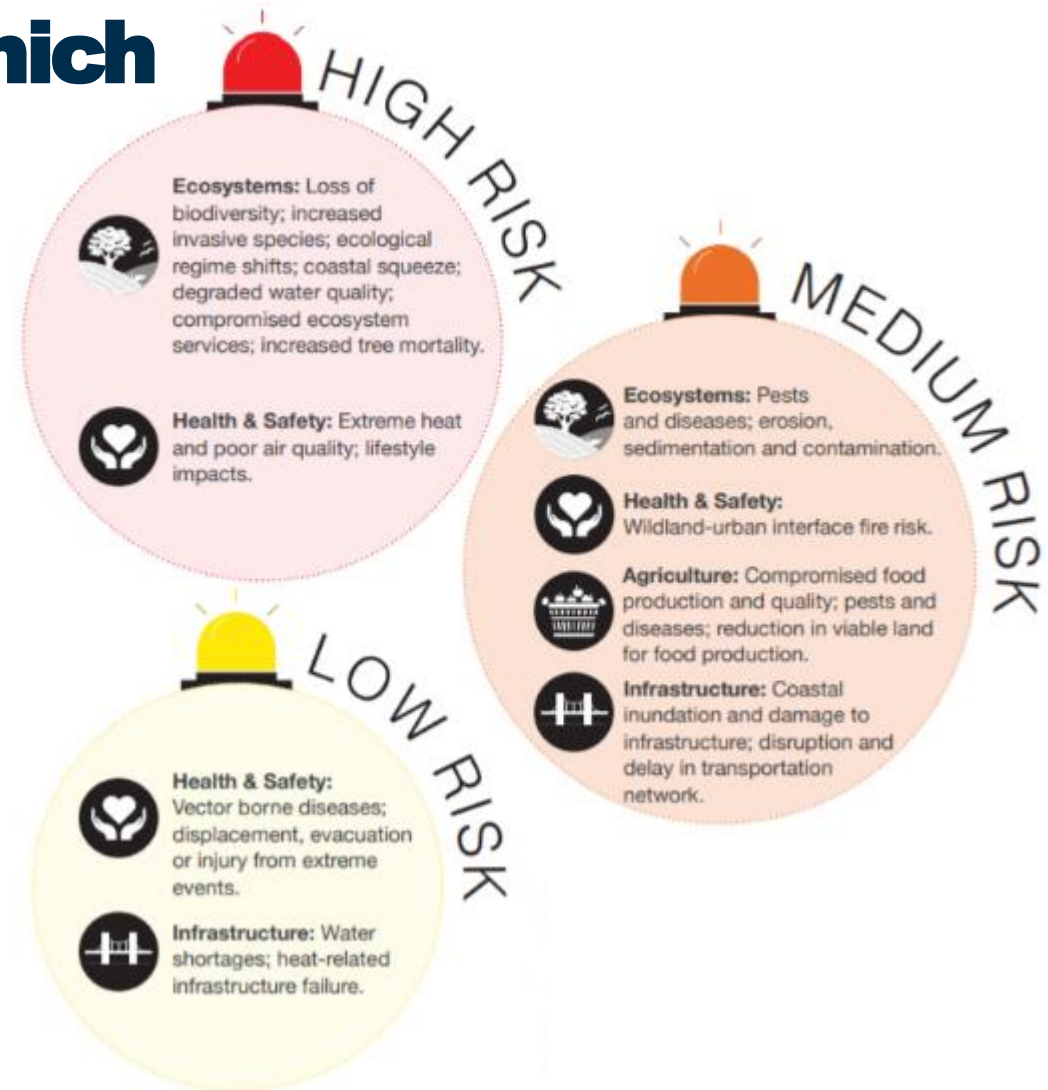 nich
HIGH RISK
Ecosystems: Loss of
biodiversity; increased
invasive species; ecological
regime shifts; coastal squeeze;
degraded water quality;
compromised ecosystem
services; increased tree mortality.
Health & Safety: Extreme heat
and poor air quality; lifestyle
impacts.
MEDIUM RISK
Ecosystems: Pests
and diseases; erosion,
sedimentation and contamination.
Health & Safety:
Wildland-urban interface fire risk.
Agriculture: Compromised food
production and quality; pests and
diseases; reduction in viable land
for food production.
Infrastructure: Coastal
inundation and damage to
infrastructure; disruption and
delay in transportation
network.
LOW RISK
Health & Safety:
Vector borne diseases;
displacement, evacuation
or injury from extreme
events.
Infrastructure: Water
shortages; heat-related
infrastructure failure.